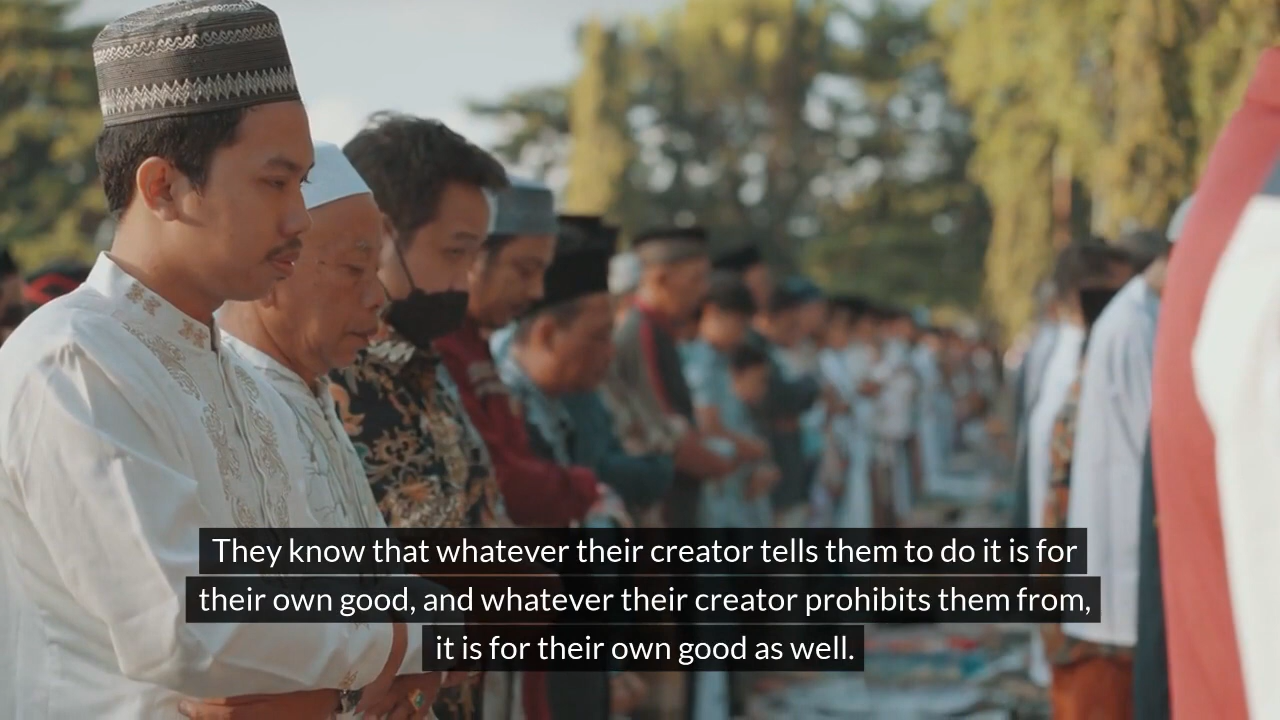 They know that whatever their creator tells them to do it is for
their own good, and whatever their creator prohibits them from,
it is for their own good as well.